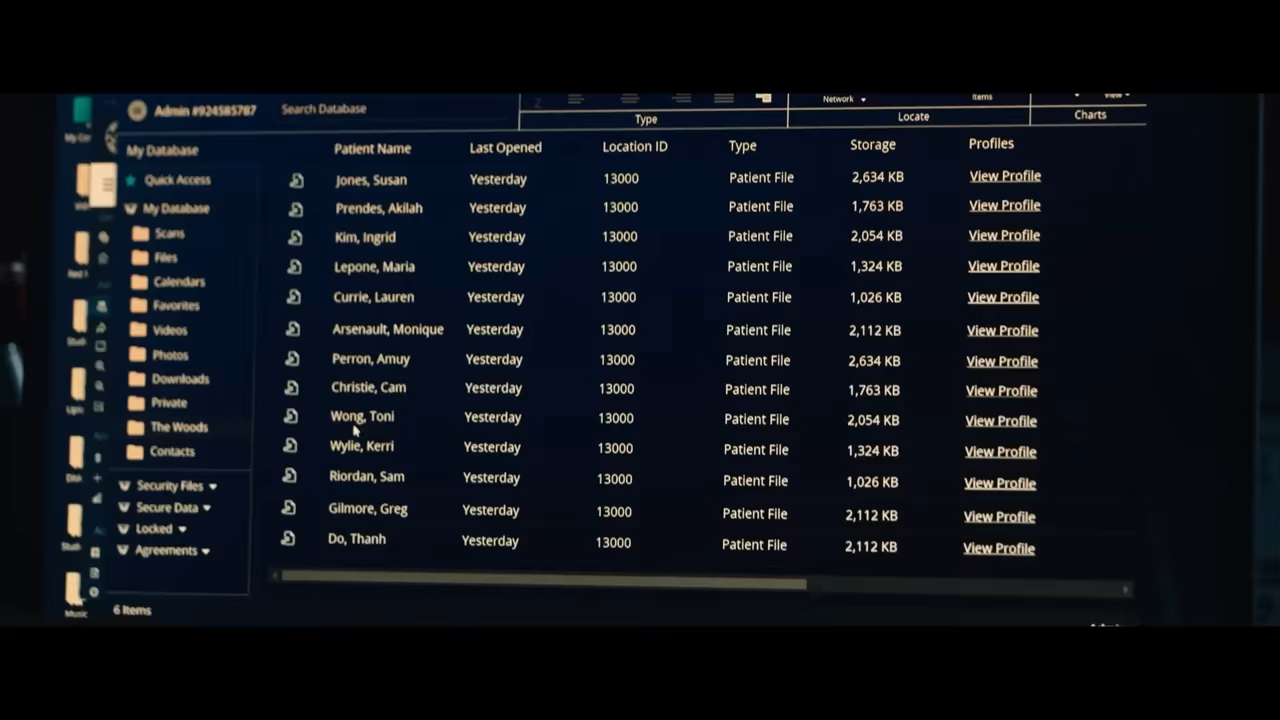 Admin #924585787
Search Database
Network
Items
View
Type
Locate
Charts
My Database
Patient Name Last Opened Location ID Type Storage Profiles
Quick Access
My Database
Scans
Files
Calendars
Favorites
Videos
Photos
Downloads
Private
The Woods
Contacts
Security Files
Secure Data
Locked
Agreements
Jones, Susan Yesterday 13000 Patient File 2,634 KB View Profile
Prendes, Akilah Yesterday 13000 Patient File 1,763 KB View Profile
Kim, Ingrid Yesterday 13000 Patient File 2,054 KB View Profile
Lepone, Maria Yesterday 13000 Patient File 1,324 KB View Profile
Currie, Lauren Yesterday 13000 Patient File 1,026 KB View Profile
Arsenault, Monique Yesterday 13000 Patient File 2,112 KB View Profile
Perron, Amuy Yesterday 13000 Patient File 2,634 KB View Profile
Christie, Cam Yesterday 13000 Patient File 1,763 KB View Profile
Wong, Toni Yesterday 13000 Patient File 2,054 KB View Profile
Wylie, Kerri Yesterday 13000 Patient File 1,324 KB View Profile
Riordan, Sam Yesterday 13000 Patient File 1,026 KB View Profile
Gilmore, Greg Yesterday 13000 Patient File 2,112 KB View Profile
Do, Thanh Yesterday 13000 Patient File 2,112 KB View Profile
Music
6 Items